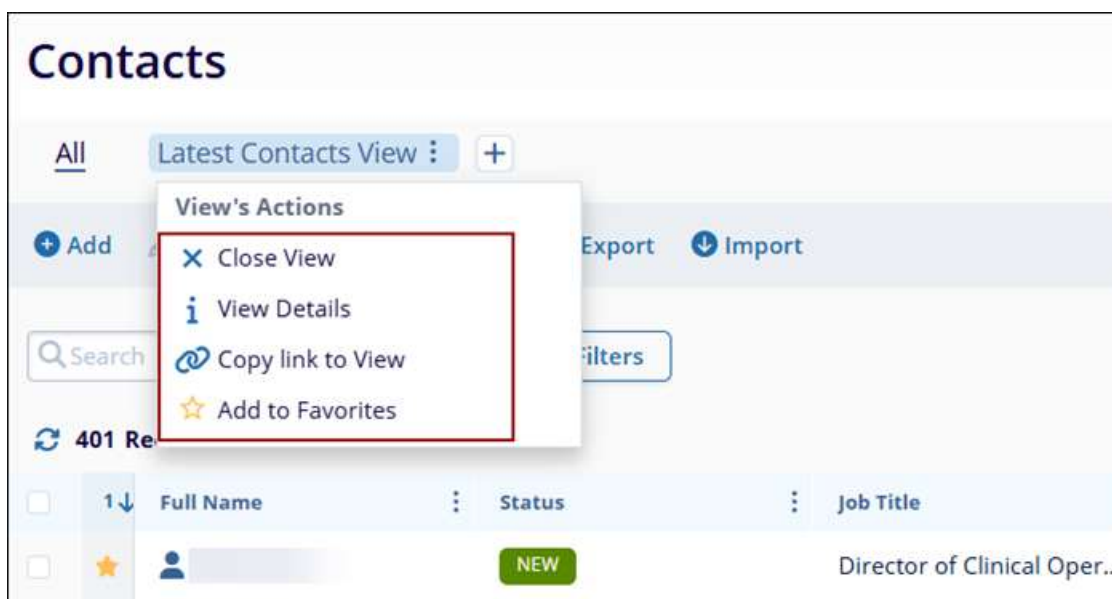 Contacts
All Latest Contacts View
View's Actions
Add Export Import
Close View
View Details
Search Filters
Copy link to View
Add to Favorites
401
1 Full Name Status Job Title
NEW Director of Clinical Oper..